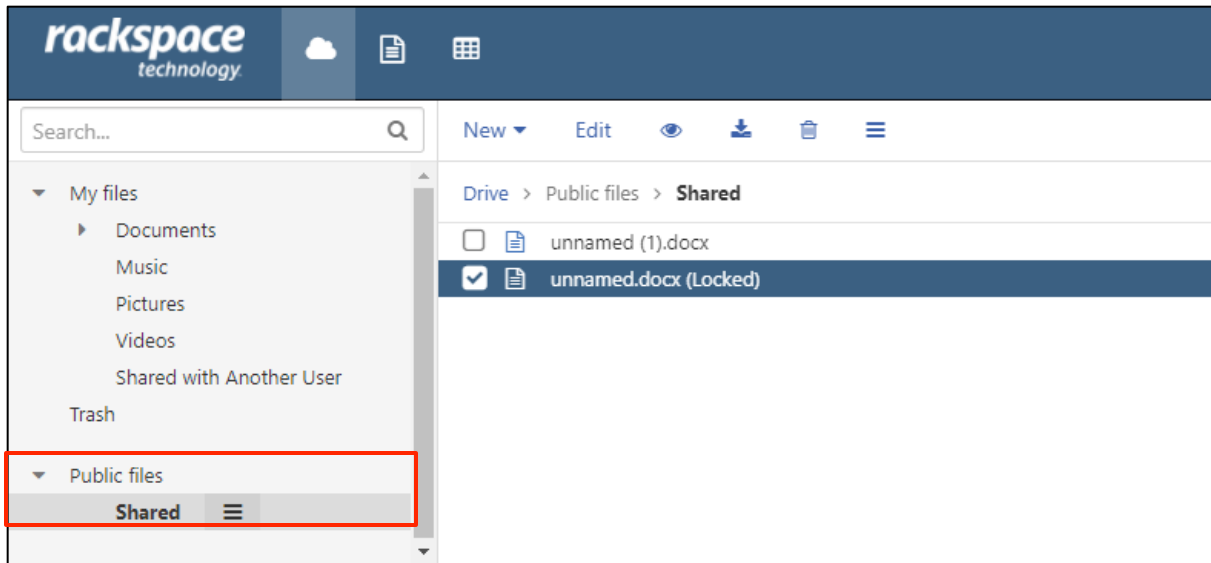 rackspace
technology.
Search...
My files
Documents
Music
Pictures
Videos
Shared with Another User
Trash
Public files
Shared
New Edit
Drive > Public files > Shared
unnamed (1).docx
unnamed.docx (Locked)